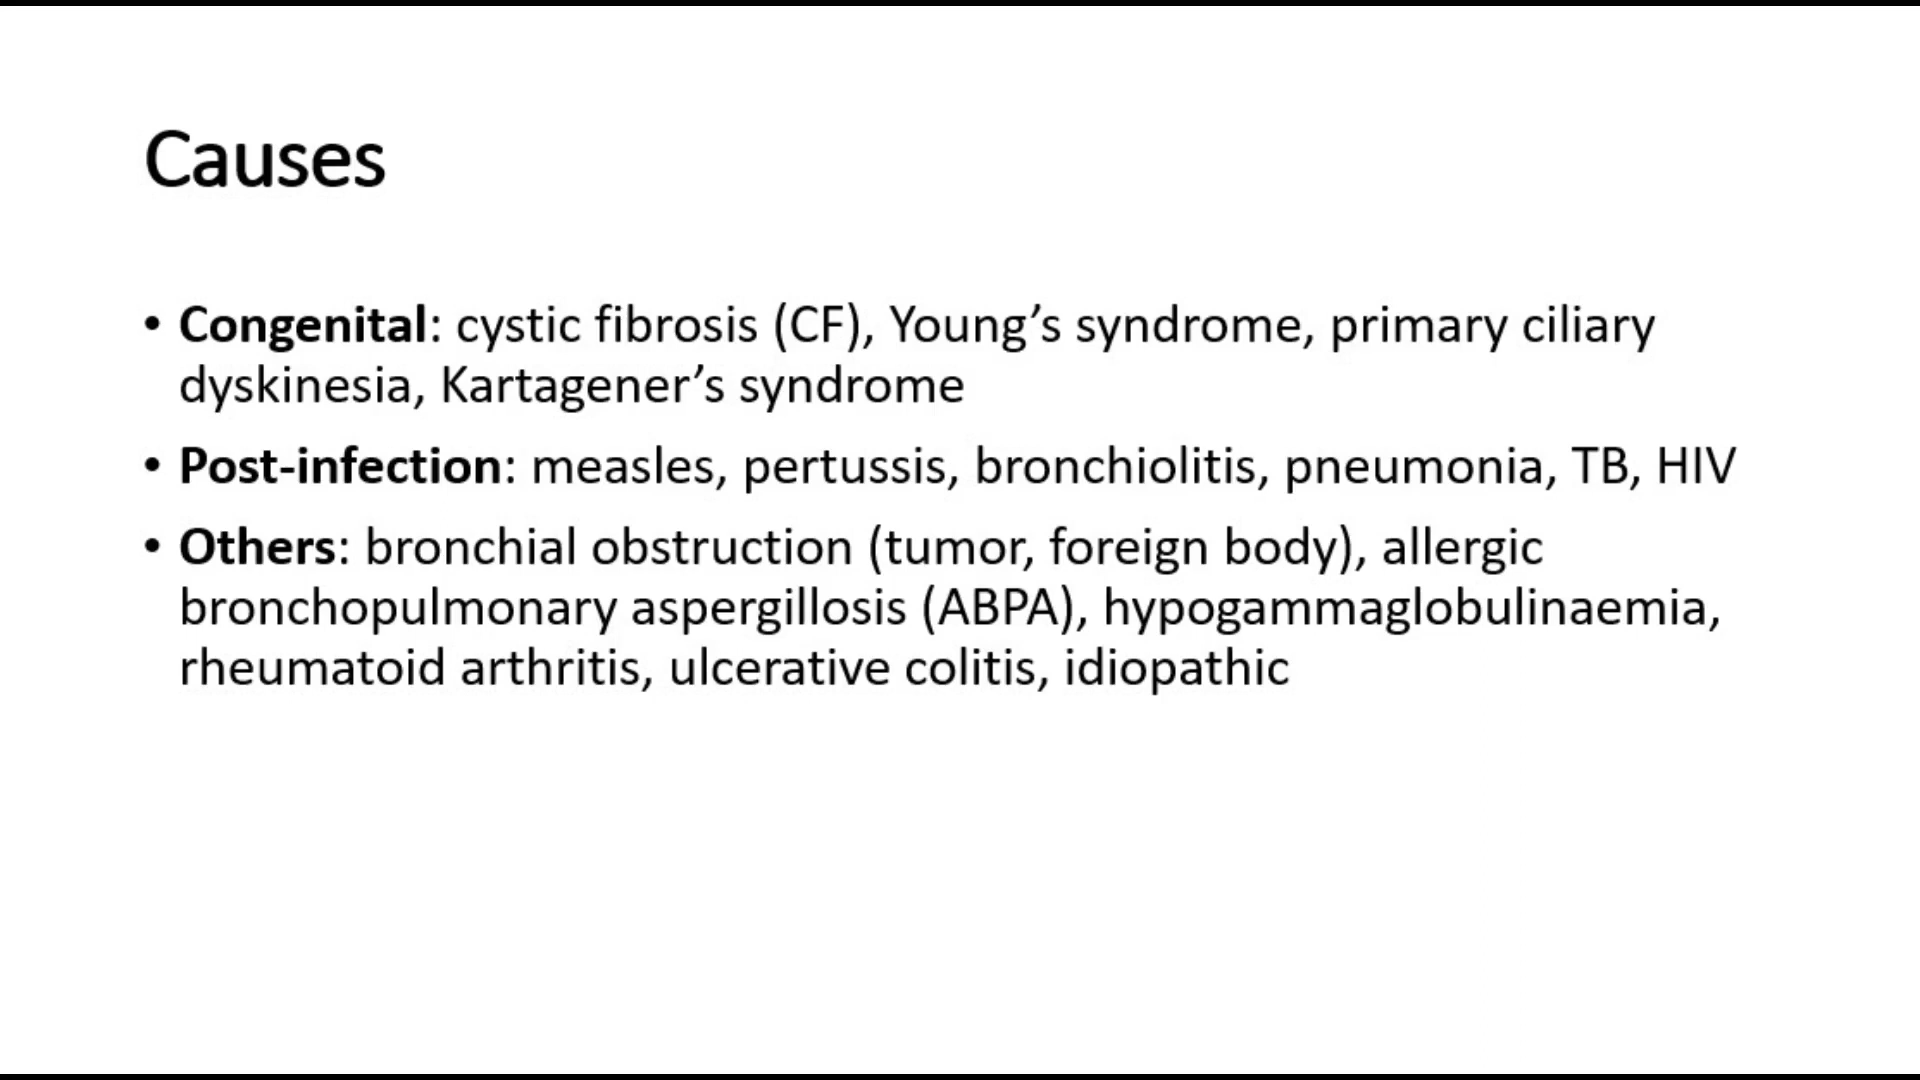 Causes
• Congenital: cystic fibrosis (CF), Young’s syndrome, primary ciliary
dyskinesia, Kartagener’s syndrome
• Post-infection: measles, pertussis, bronchiolitis, pneumonia, TB, HIV
• Others: bronchial obstruction (tumor, foreign body), allergic
bronchopulmonary aspergillosis (ABPA), hypogammaglobulinaemia,
rheumatoid arthritis, ulcerative colitis, idiopathic